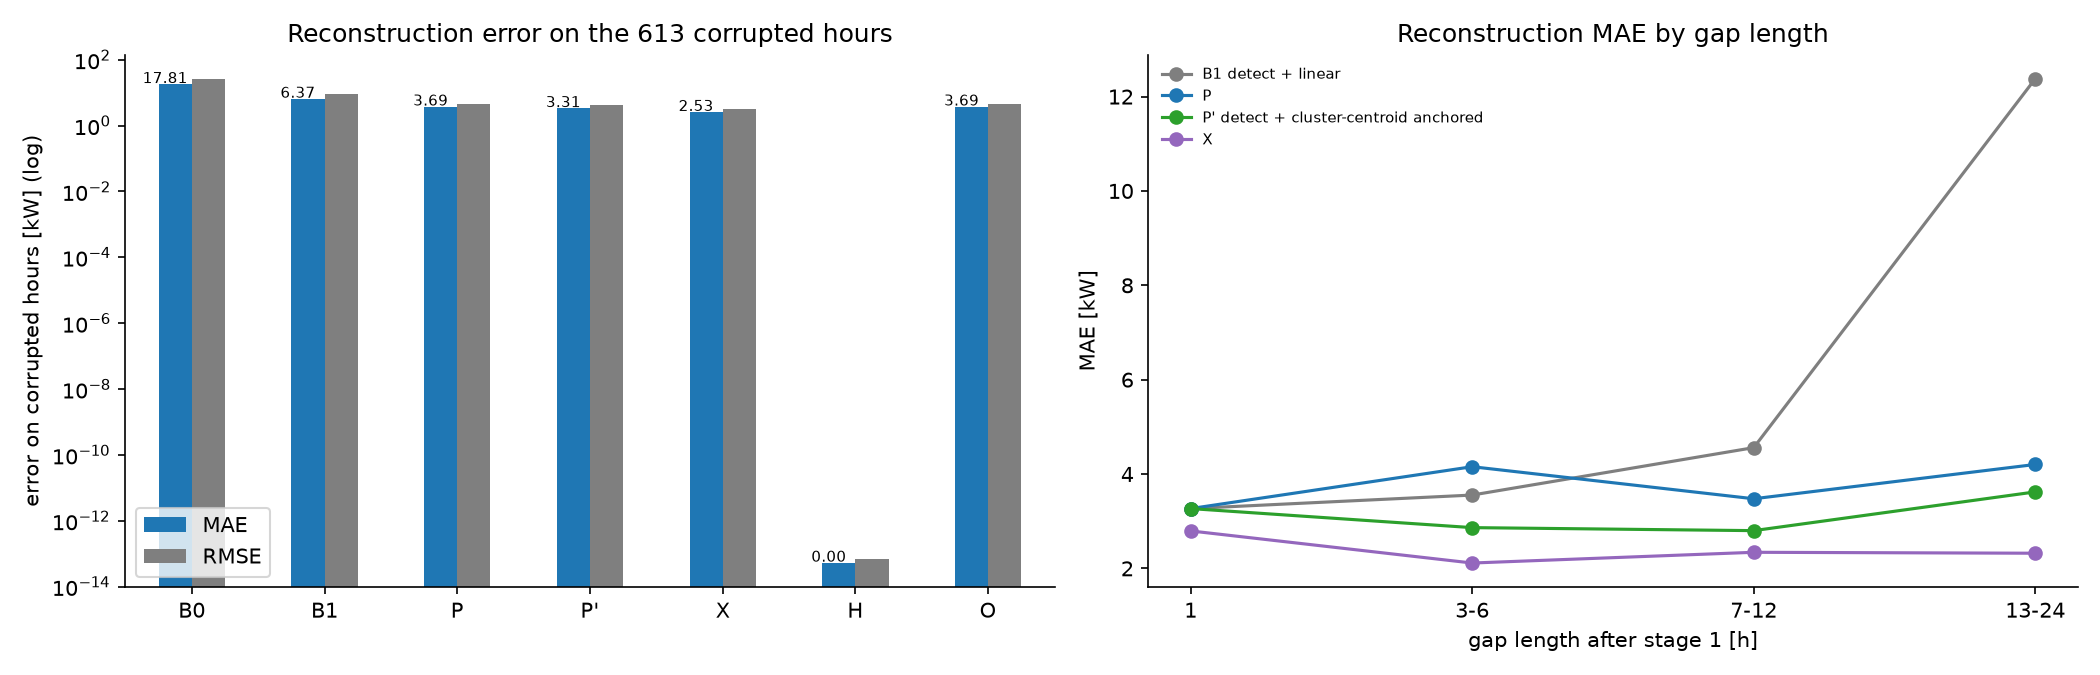 Reconstruction error on the 613 corrupted hours
error on corrupted hours [kW] (log)
10^2
10^0
10^−2
10^−4
10^−6
10^−8
10^−10
10^−12
10^−14
17.81
6.37
3.69
3.31
2.53
0.00
3.69
MAE
RMSE
B0 B1 P P' X H O
Reconstruction MAE by gap length
B1 detect + linear
P
P' detect + cluster-centroid anchored
X
MAE [kW]
12
10
8
6
4
2
1 3-6 7-12 13-24
gap length after stage 1 [h]